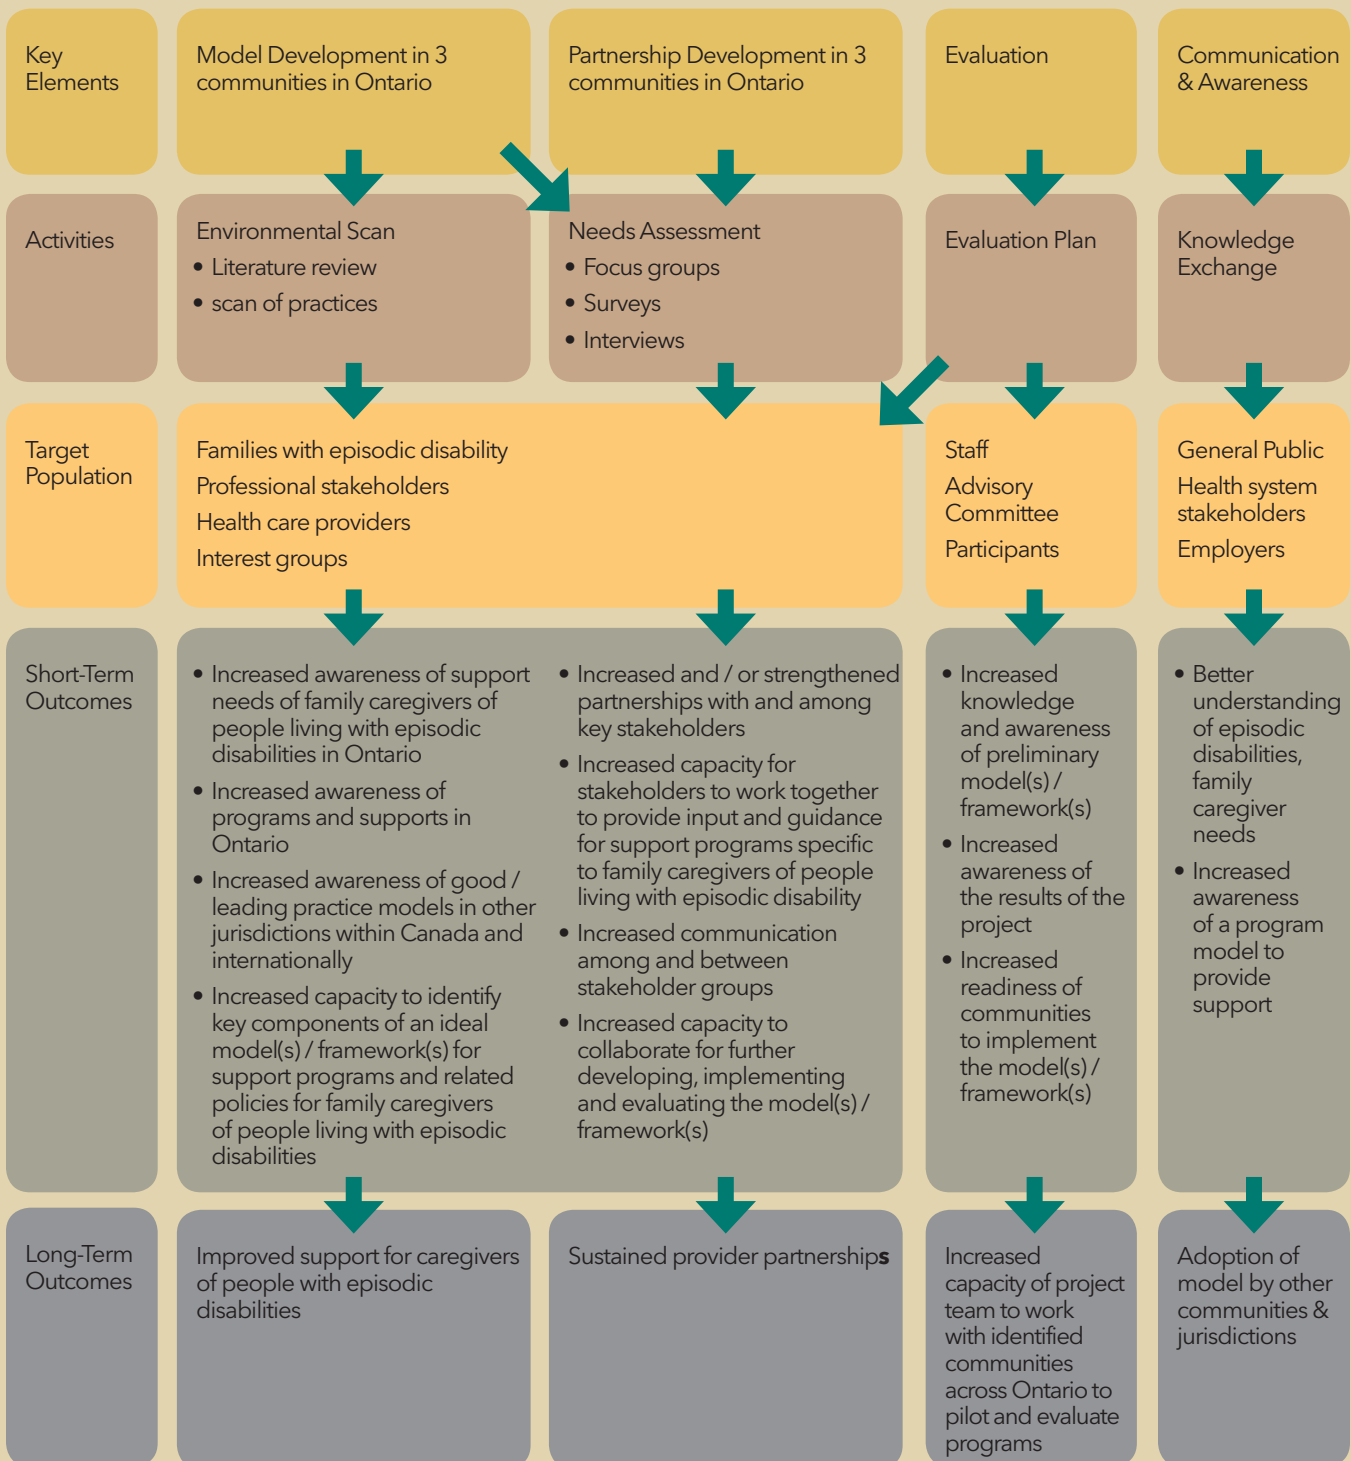 Key
Elements
Model Development in 3
communities in Ontario
Partnership Development in 3
communities in Ontario
Evaluation
Communication
& Awareness
Activities
Environmental Scan
• Literature review
• scan of practices
Needs Assessment
• Focus groups
• Surveys
• Interviews
Evaluation Plan
Knowledge
Exchange
Target
Population
Families with episodic disability
Professional stakeholders
Health care providers
Interest groups
Staff
Advisory
Committee
Participants
General Public
Health system
stakeholders
Employers
Short-Term
Outcomes
• Increased awareness of support
needs of family caregivers of
people living with episodic
disabilities in Ontario
• Increased awareness of
programs and supports in
Ontario
• Increased awareness of good /
leading practice models in other
jurisdictions within Canada and
internationally
• Increased capacity to identify
key components of an ideal
model(s) / framework(s) for
support programs and related
policies for family caregivers
of people living with episodic
disabilities
• Increased and / or strengthened
partnerships with and among
key stakeholders
• Increased capacity for
stakeholders to work together
to provide input and guidance
for support programs specific
to family caregivers of people
living with episodic disability
• Increased communication
among and between
stakeholder groups
• Increased capacity to
collaborate for further
developing, implementing
and evaluating the model(s) /
framework(s)
• Increased
knowledge
and awareness
of preliminary
model(s) /
framework(s)
• Increased
awareness of
the results of the
project
• Increased
readiness of
communities
to implement
the model(s) /
framework(s)
• Better
understanding
of episodic
disabilities,
family
caregiver
needs
• Increased
awareness
of a program
model to
provide
support
Long-Term
Outcomes
Improved support for caregivers
of people with episodic
disabilities
Sustained provider partnerships
Increased
capacity of project
team to work
with identified
communities
across Ontario to
pilot and evaluate
programs
Adoption of
model by other
communities &
jurisdictions